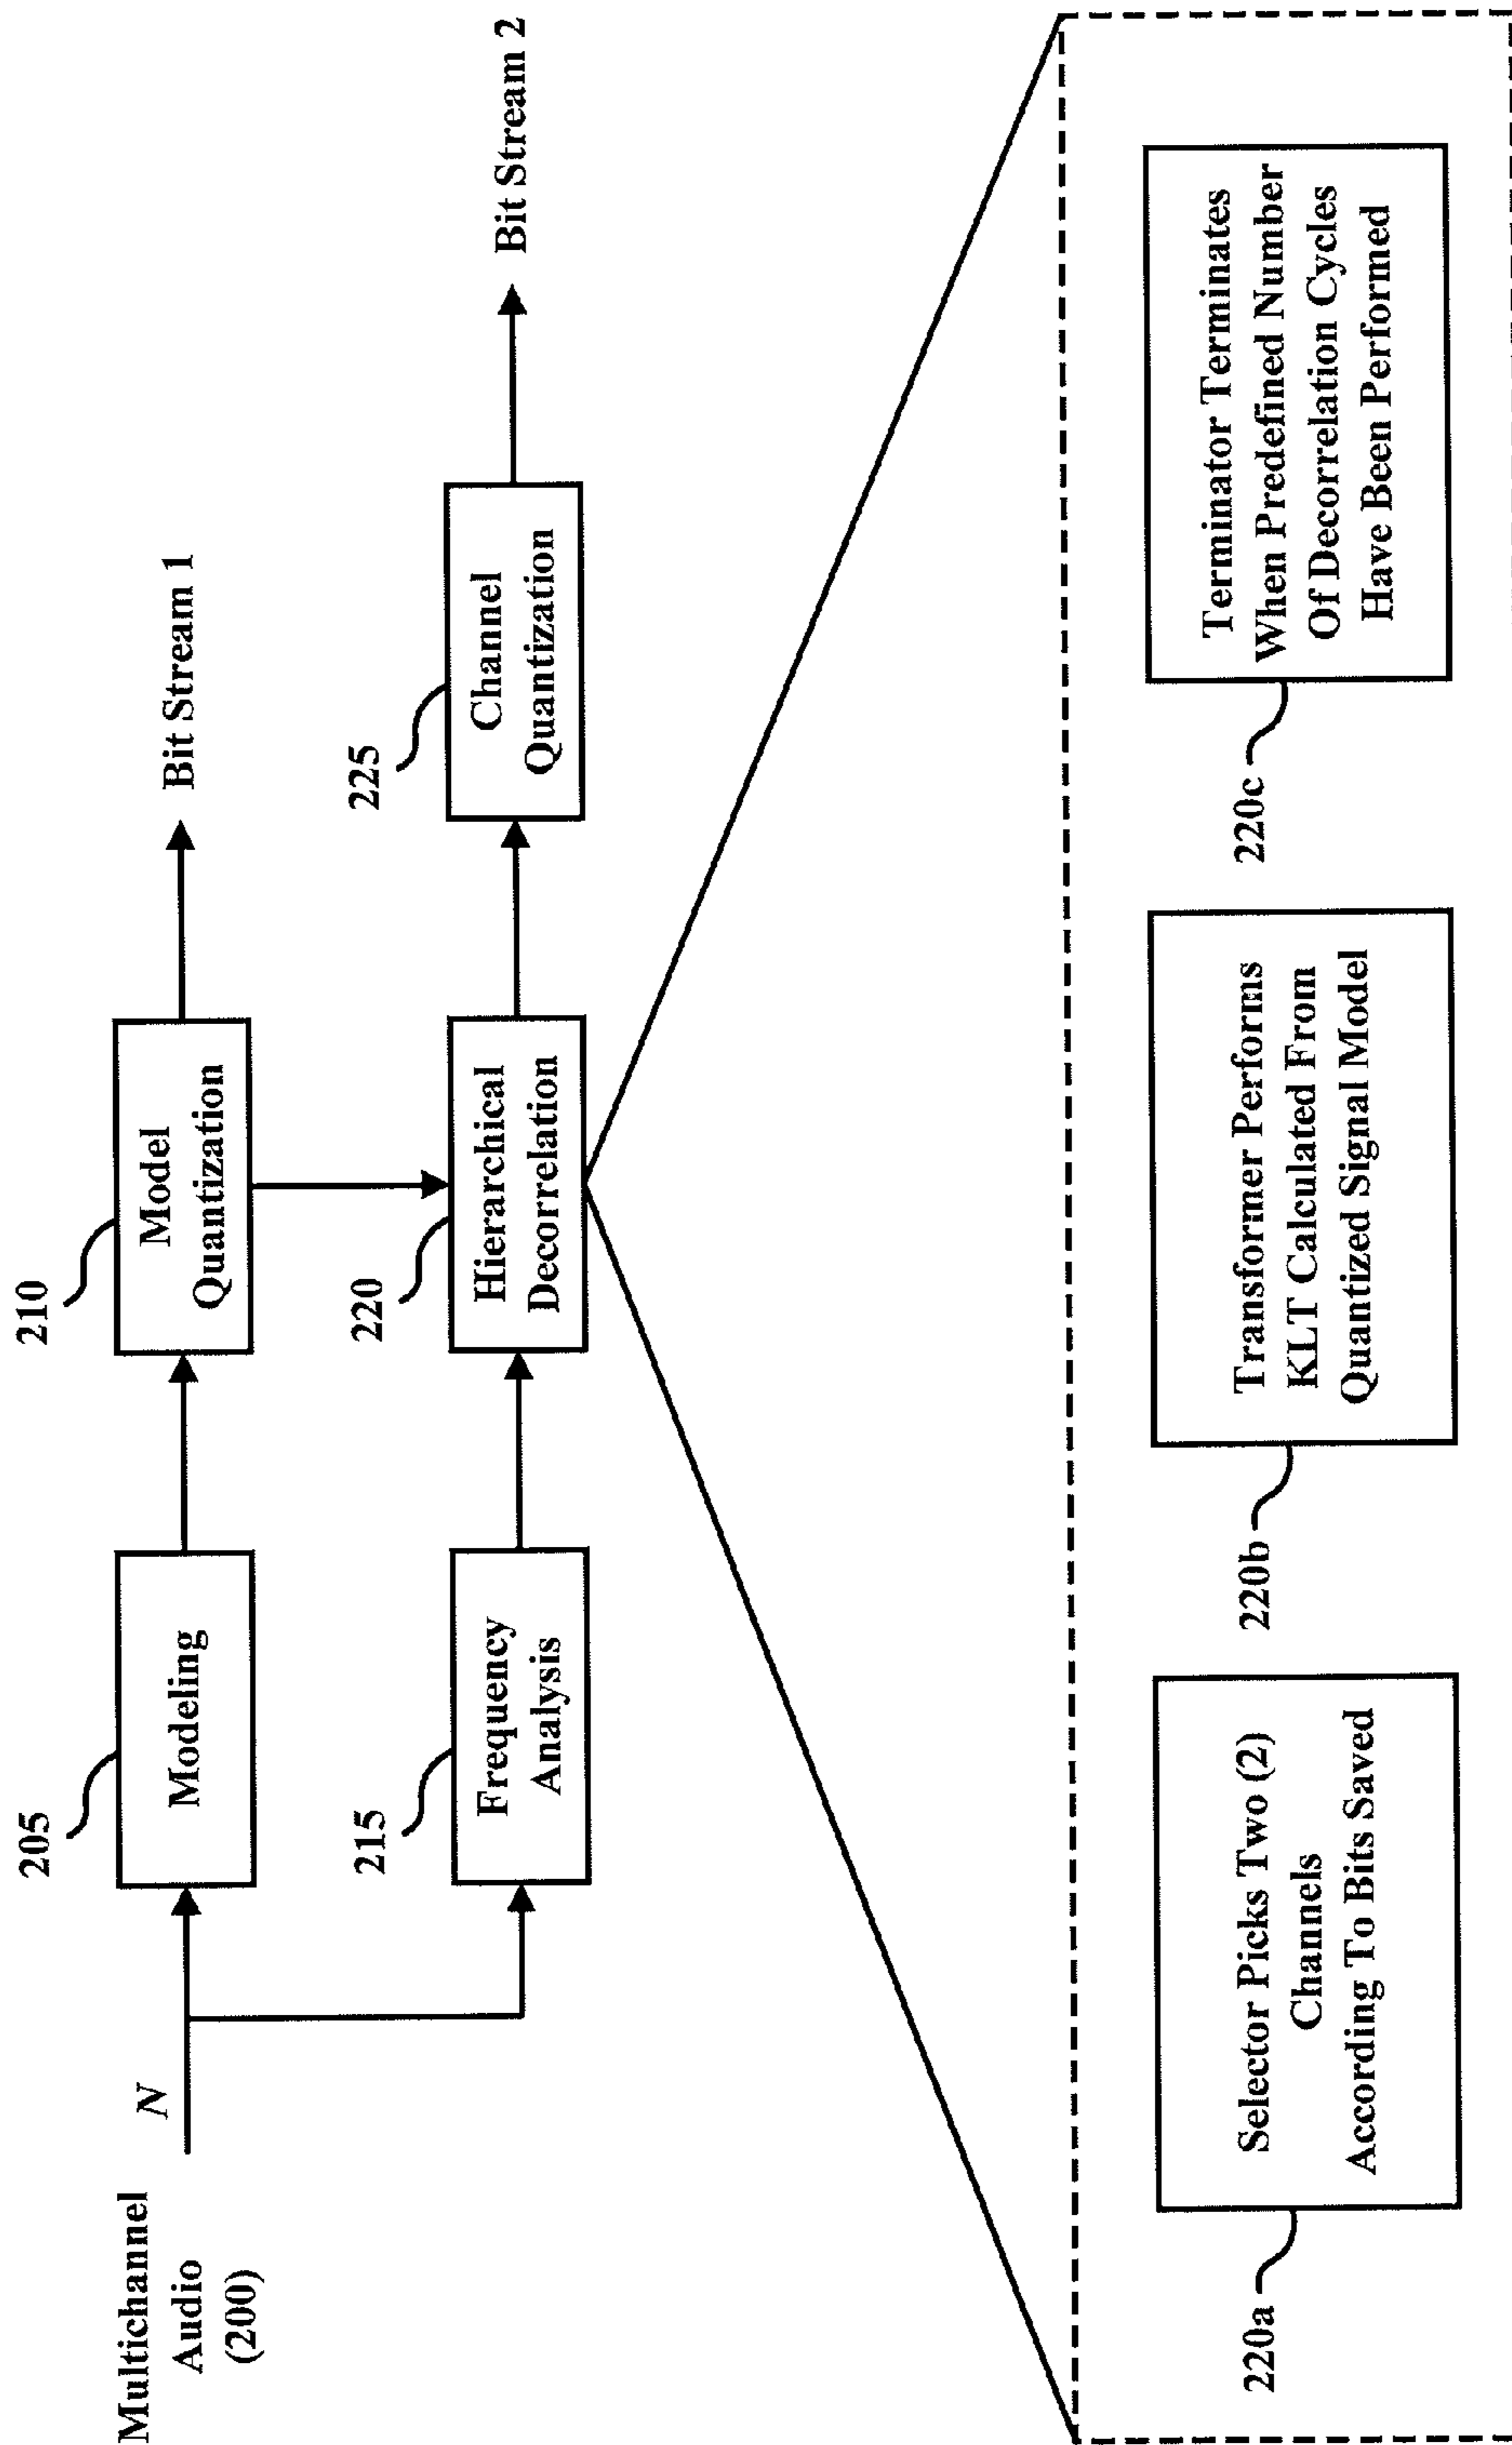 Multichannel
Audio
(200)
N
205
Modeling
210
Model
Quantization
Bit Stream 1
215
Frequency
Analysis
220
Hierarchical
Decorrelation
225
Channel
Quantization
Bit Stream 2
220a
Selector Picks Two (2)
Channels
According To Bits Saved
220b
Transformer Performs
KLT Calculated From
Quantized Signal Model
220c
Terminator Terminates
When Predefined Number
Of Decorrelation Cycles
Have Been Performed